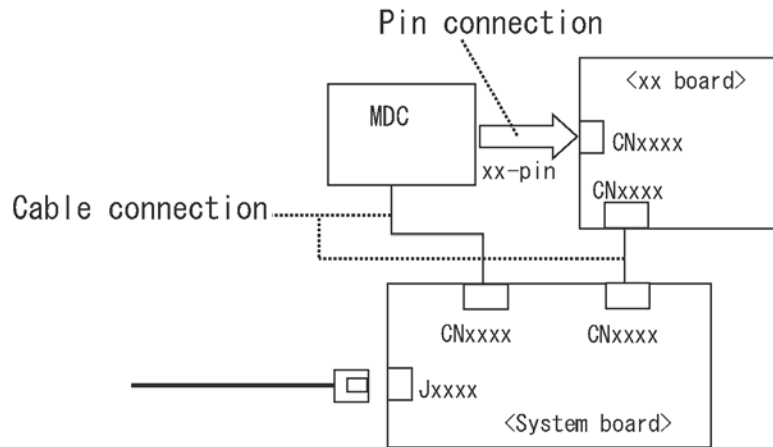 Pin connection
<xx board>
MDC
CNxxxx
xx-pin
CNxxxx
Cable connection
CNxxxx
CNxxxx
Jxxxx
<System board>